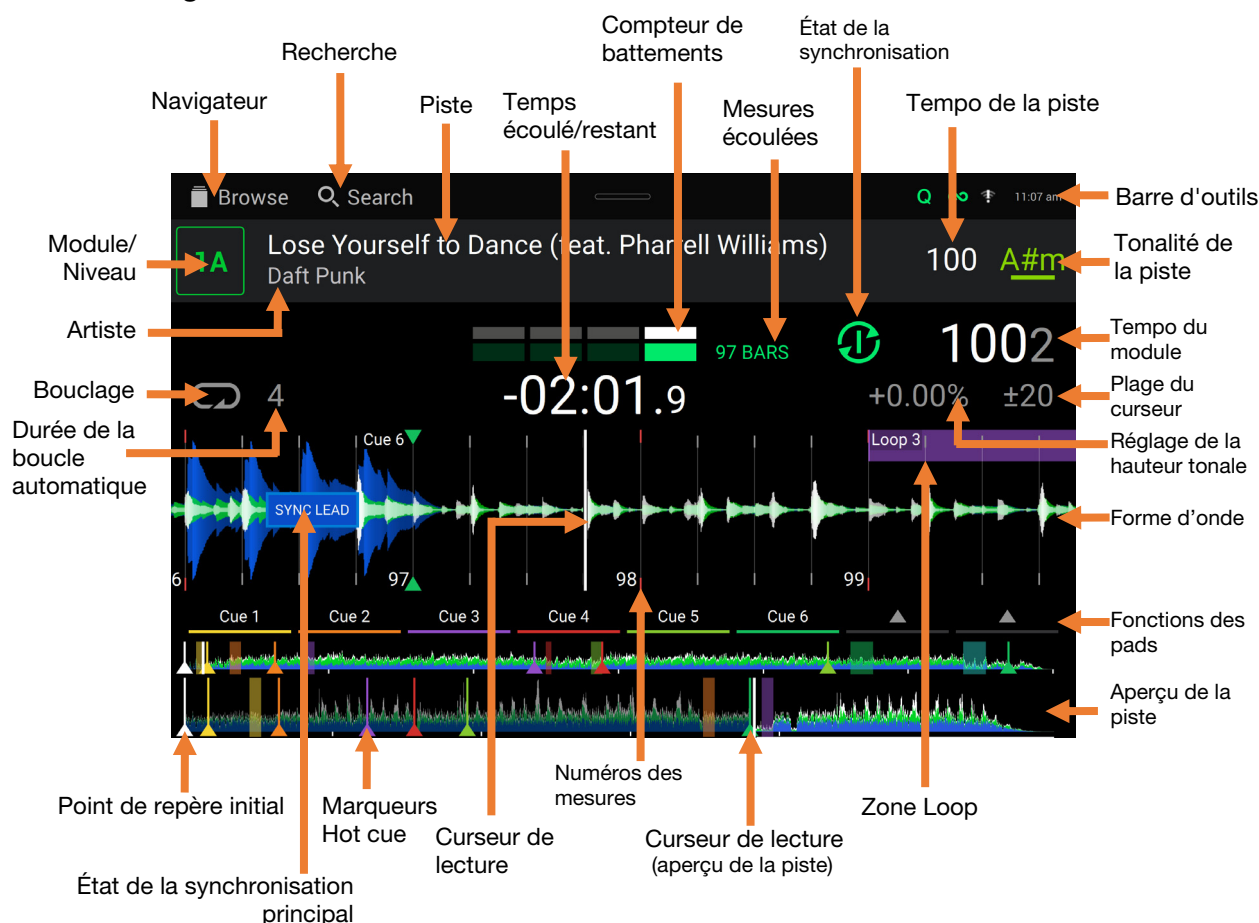 Compteur de
battements
État de la
synchronisation
Recherche
Navigateur
Piste
Temps
écoulé/restant
Mesures
écoulées
Tempo de la piste
Browse
Search
Q
11:07 am
Barre d'outils
Module/
Niveau
1A
Lose Yourself to Dance (feat. Pharrell Williams)
Daft Punk
100
A#m
Tonalité de
la piste
Artiste
97 BARS
1002
Tempo du
module
Bouclage
4
-02:01.9
+0.00%
±20
Plage du
curseur
Durée de la
boucle
automatique
Cue 6
Loop 3
Réglage de la
hauteur tonale
SYNC LEAD
Forme d'onde
6
97
98
99
Cue 1
Cue 2
Cue 3
Cue 4
Cue 5
Cue 6
Fonctions des
pads
Aperçu de la
piste
Point de repère initial
Marqueurs
Hot cue
Curseur de
lecture
Numéros des
mesures
Curseur de lecture
(aperçu de la piste)
Zone Loop
État de la synchronisation
principal